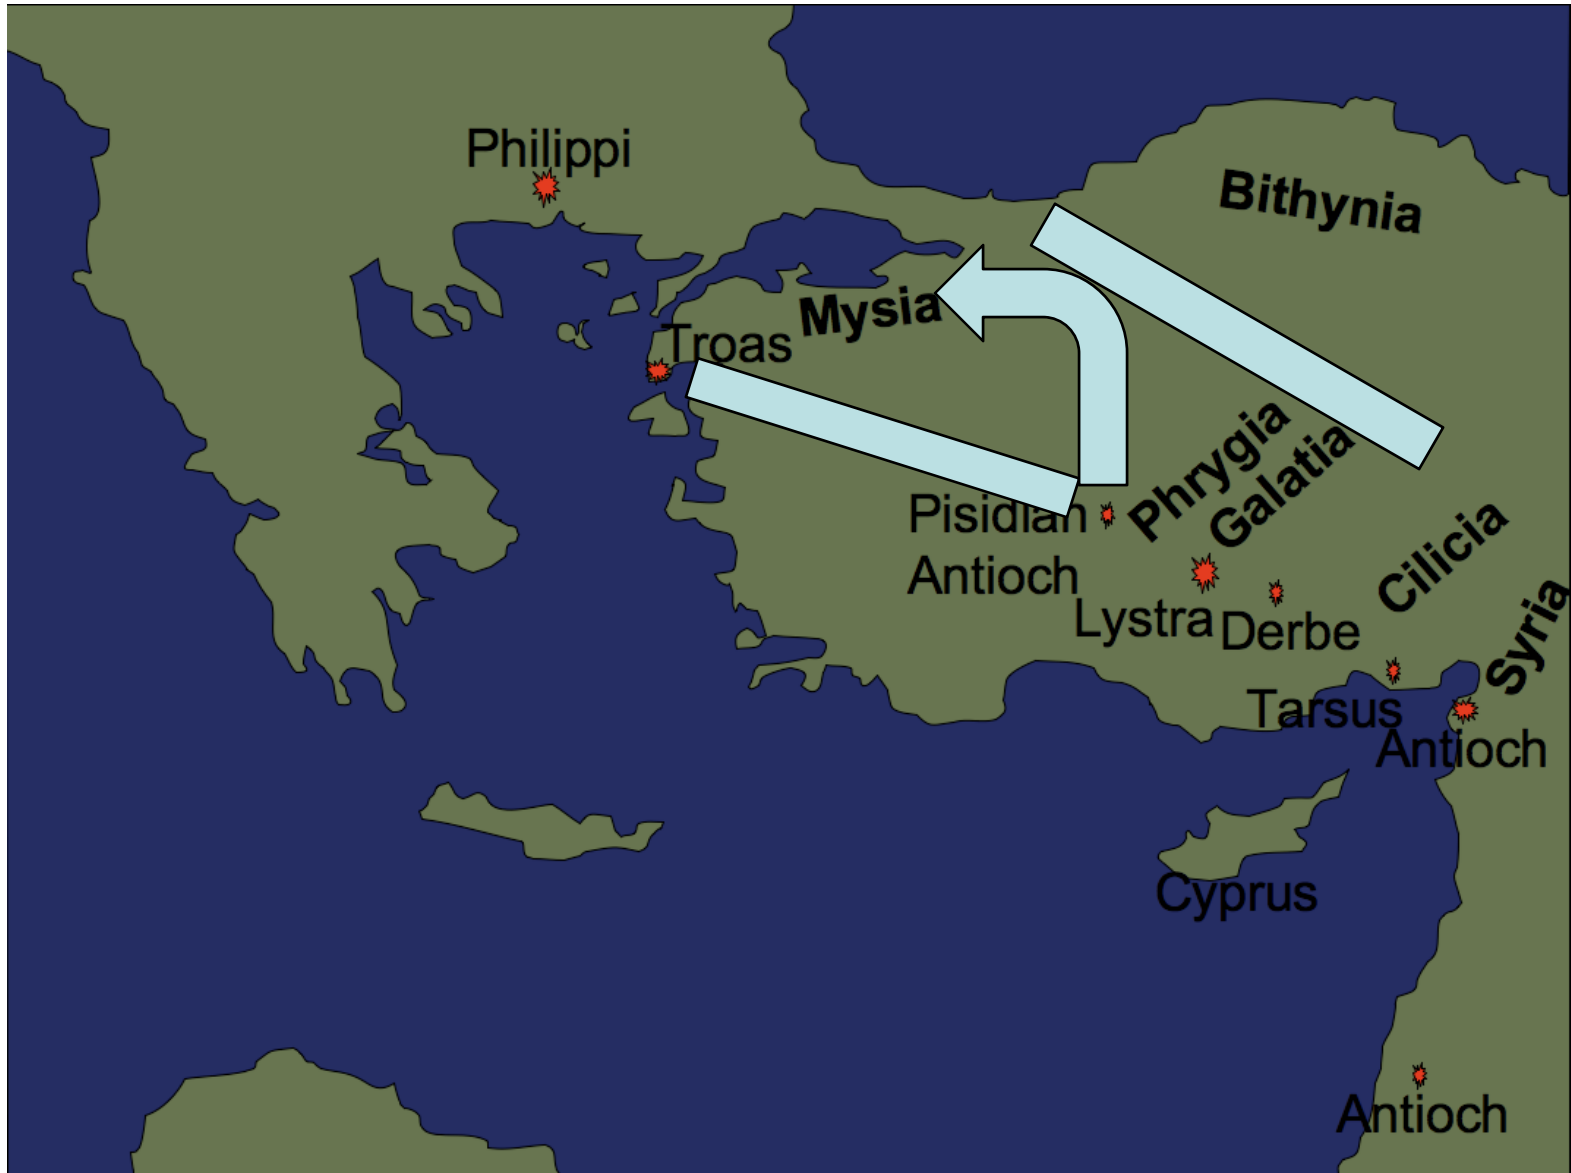 Philippi
Bithynia
Mysia
Troas
Phrygia
Galatia
Pisidian
Antioch
Cilicia
Lystra
Derbe
Syria
Tarsus
Antioch
Cyprus
Antioch